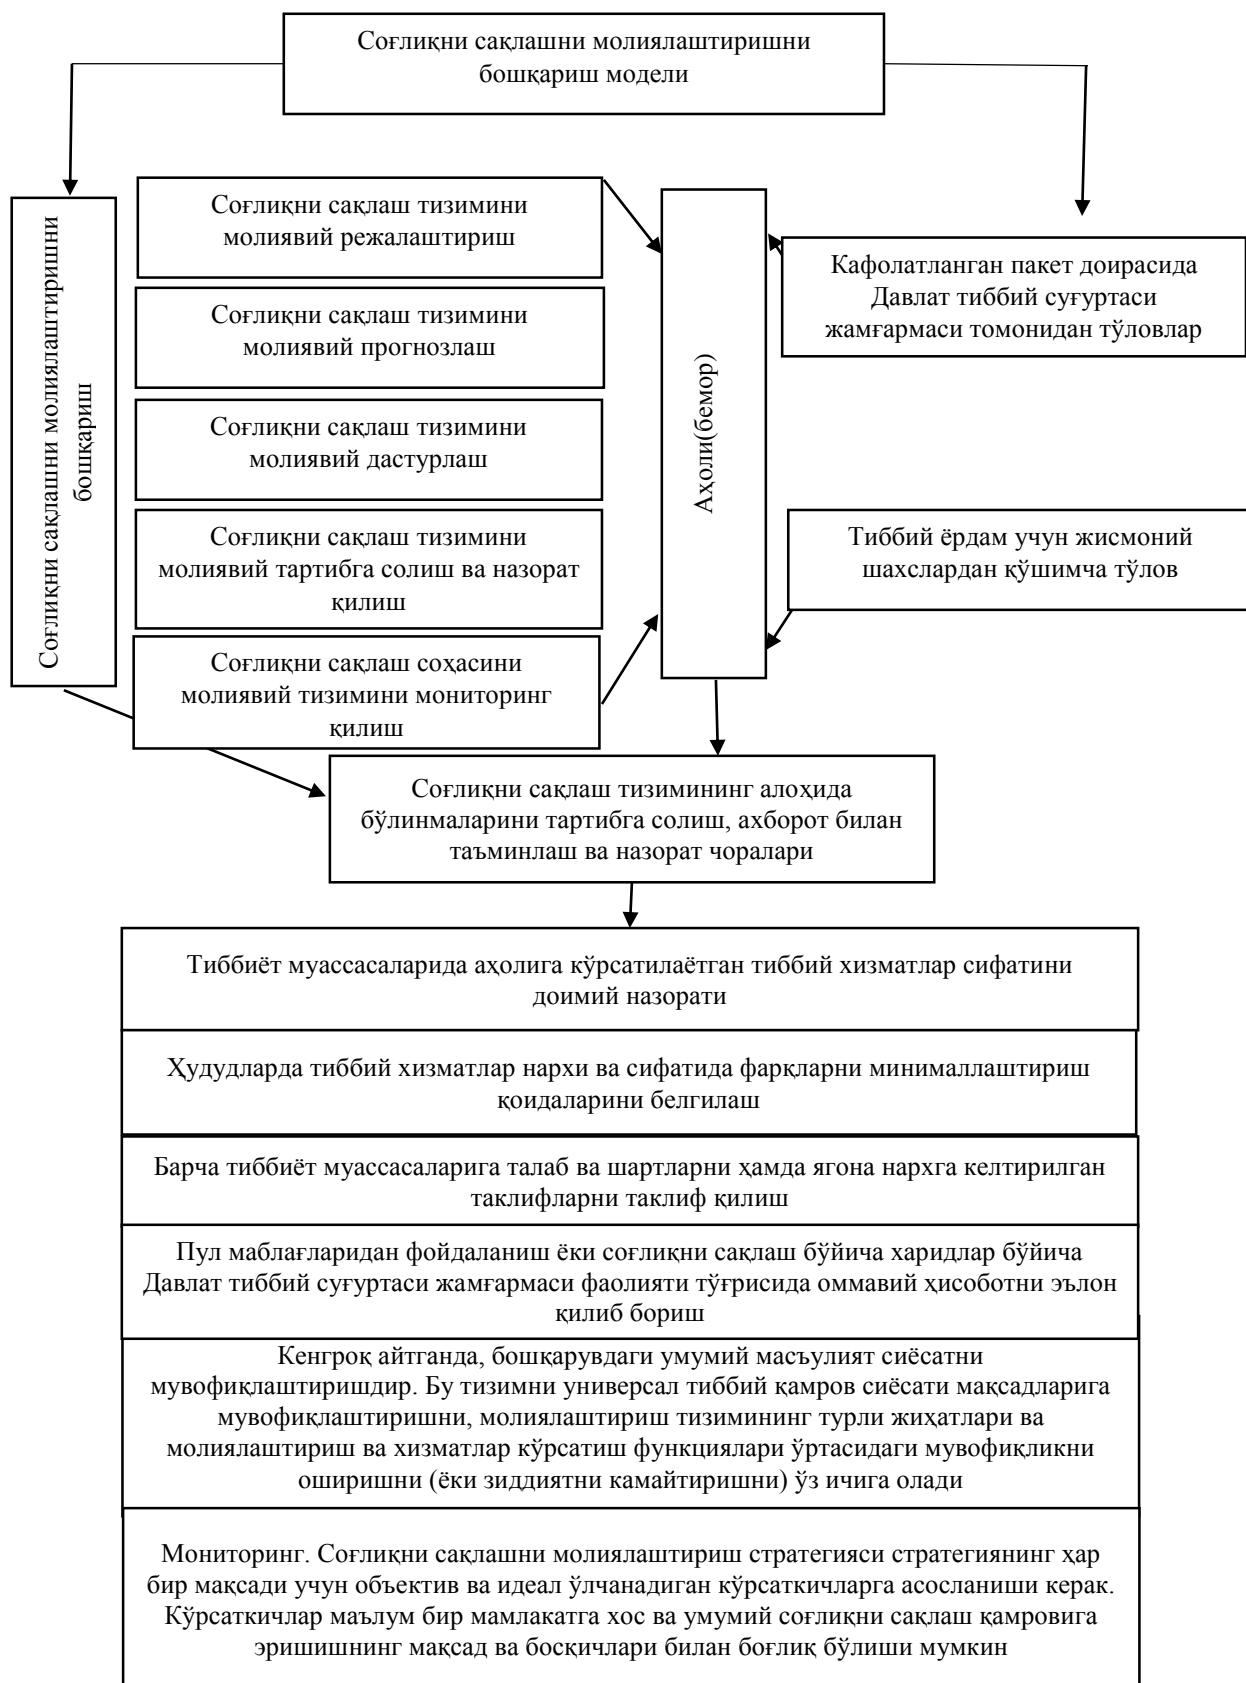 Соғлиқни сақлашни молиялаштиришни
бошқариш модели
Соғлиқни сақлашни молиялаштиришни
бошқариш
Соғлиқни сақлаш тизимини
молиявий режалаштириш
Соғлиқни сақлаш тизимини
молиявий прогнозлаш
Соғлиқни сақлаш тизимини
молиявий дастурлаш
Соғлиқни сақлаш тизимини
молиявий тартибга солиш ва назорат
қилиш
Соғлиқни сақлаш соҳасини
молиявий тизимини мониторинг
қилиш
Аҳоли(бемор)
Кафолатланган пакет доирасида
Давлат тиббий суғуртаси
жамғармаси томонидан тўловлар
Тиббий ёрдам учун жисмоний
шахслардан қўшимча тўлов
Соғлиқни сақлаш тизимининг алоҳида
бўлинмаларини тартибга солиш, ахборот билан
таъминлаш ва назорат чоралари
Тиббиёт муассасаларида аҳолига кўрсатилаётган тиббий хизматлар сифатини
доимий назорати
Ҳудудларда тиббий хизматлар нархи ва сифатида фарқларни минималлаштириш
қоидаларини белгилаш
Барча тиббиёт муассасаларига талаб ва шартларни ҳамда ягона нархга келтирилган
таклифларни таклиф қилиш
Пул маблағларидан фойдаланиш ёки соғлиқни сақлаш бўйича харидлар бўйича
Давлат тиббий суғуртаси жамғармаси фаолияти тўғрисида оммавий ҳисоботни эълон
қилиб бориш
Кенгроқ айтганда, бошқарувдаги умумий масъулият сиёсатни
мувофиқлаштиришдир. Бу тизимни универсал тиббий қамров сиёсати мақсадларига
мувофиқлаштиришни, молиялаштириш тизимининг турли жиҳатлари ва
молиялаштириш ва хизматлар кўрсатиш функциялари ўртасидаги мувофиқликни
оширишни (ёки зиддиятни камайтиришни) ўз ичига олади
Мониторинг. Соғлиқни сақлашни молиялаштириш стратегияси стратегиянинг ҳар
бир мақсади учун объектив ва идеал ўлчанадиган кўрсаткичларга асосланиши керак.
Кўрсаткичлар маълум бир мамлакатга хос ва умумий соғлиқни сақлаш қамровига
эришишнинг мақсад ва босқичлари билан боғлиқ бўлиши мумкин